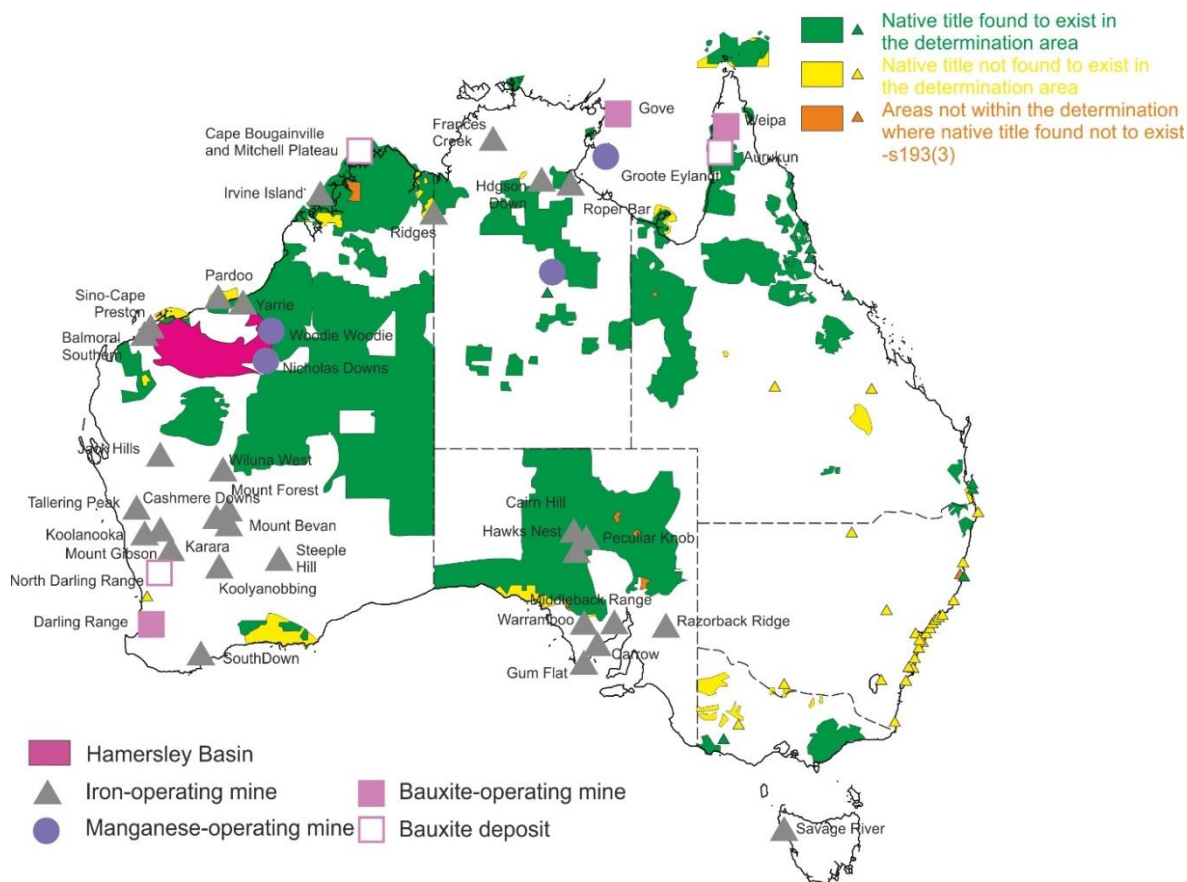 Native title found to exist in
the determination area
Native title not found to exist in
the determination area
Areas not within the determination
where native title found not to exist
-s193(3)
Gove
Weipa
Frances
Creek
Cape Bougainville
and Mitchell Plateau
Aurukun
Groote Eylandt
Irvine Island
Hdgson
Down
Roper Bar
Ridges
Pardoo
Sino-Cape
Preston
Yarrie
Balmoral
Southern
Woodie Woodie
Nicholas Downs
Jack Hills
Wiluna West
Mount Forest
Tallering Peak
Cashmere Downs
Cairn Hill
Mount Bevan
Hawks Nest
Peculiar Knob
Koolanooka
Karara
Mount Gibson
Steeple
Hill
North Darling Range
Koolyanobbing
Middleback Range
Darling Range
Warramboo
Razorback Ridge
SouthDown
Carrow
Gum Flat
Hamersley Basin
Iron-operating mine
Bauxite-operating mine
Manganese-operating mine
Bauxite deposit
Savage River